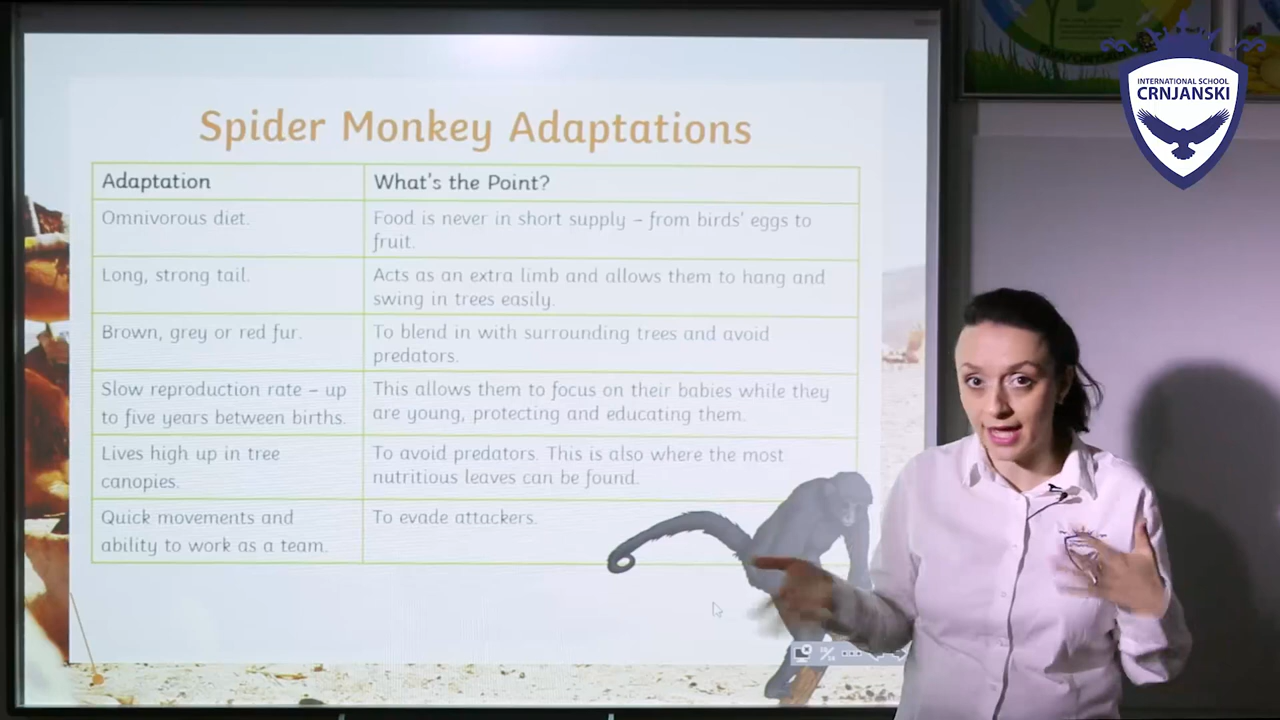 INTERNATIONAL SCHOOL
CRNJANSKI
Spider Monkey Adaptations
Adaptation
What's the Point?
Omnivorous diet.
Food is never in short supply – from birds' eggs to
fruit.
Long, strong tail.
Acts as an extra limb and allows them to hang and
swing in trees easily.
Brown, grey or red fur.
To blend in with surrounding trees and avoid
predators.
Slow reproduction rate – up
to five years between births.
This allows them to focus on their babies while they
are young, protecting and educating them.
Lives high up in tree
canopies.
To avoid predators. This is also where the most
nutritious leaves can be found.
Quick movements and
ability to work as a team.
To evade attackers.